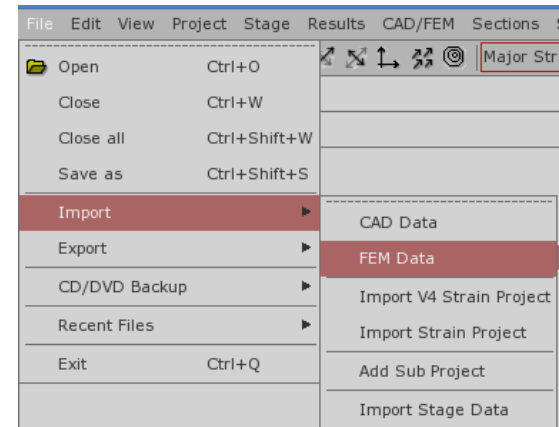 File Edit View Project Stage Results CAD/FEM Sections
Major Str
Open Ctrl+O
Close Ctrl+W
Close all Ctrl+Shift+W
Save as Ctrl+Shift+S
Import
Export
CD/DVD Backup
Recent Files
Exit Ctrl+Q
CAD Data
FEM Data
Import V4 Strain Project
Import Strain Project
Add Sub Project
Import Stage Data